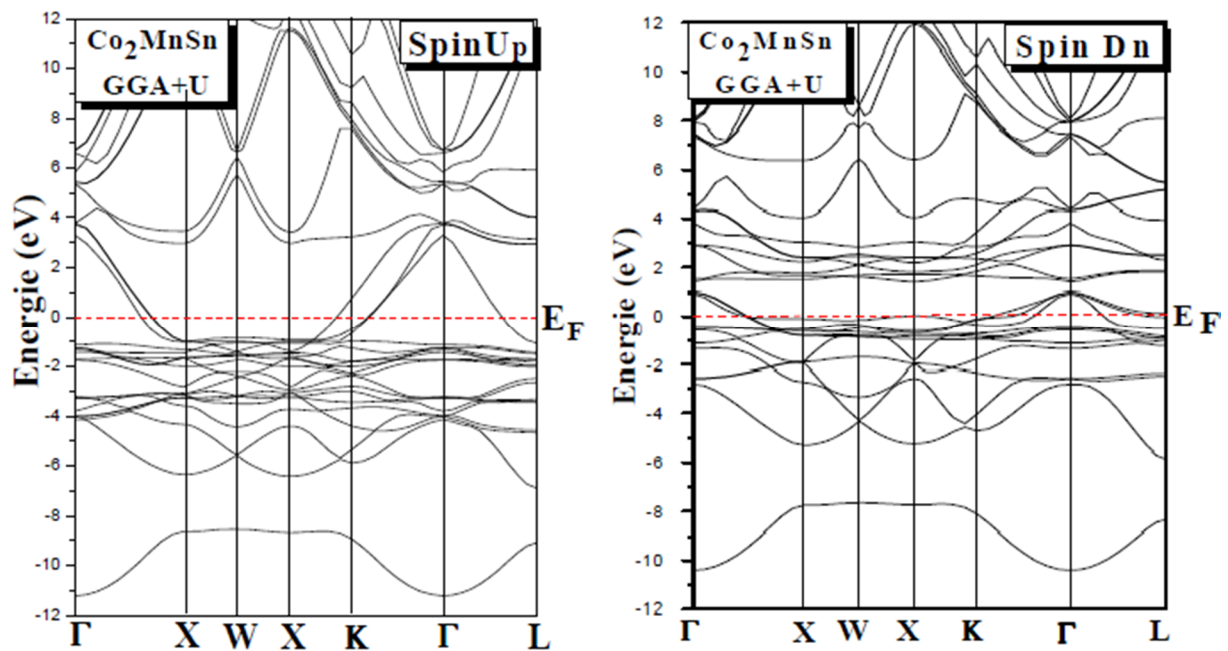 Co2MnSn
GGA+U
SpinUp
Energie (eV)
12
10
8
6
4
2
0
-2
-4
-6
-8
-10
-12
EF
Γ X W X K Γ L
Co2MnSn
GGA+U
Spin Dn
Energie (eV)
12
10
8
6
4
2
0
-2
-4
-6
-8
-10
-12
E F
Γ X W X K Γ L